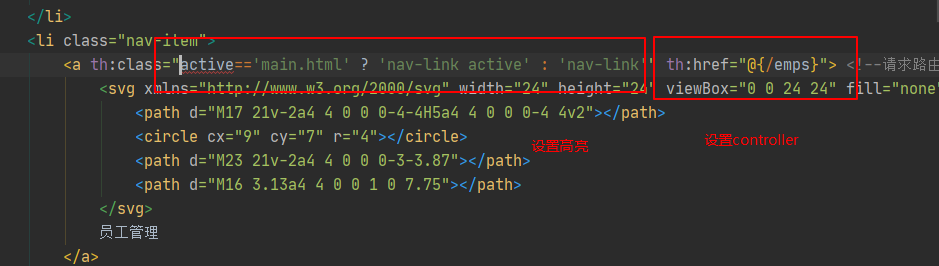 </li>
<li class="nav-item">
<a th:class="active=='main.html' ? 'nav-link active' : 'nav-link'" th:href="@{/emps}"> <!--请求路由
<svg xmlns="http://www.w3.org/2000/svg" width="24" height="24" viewBox="0 0 24 24" fill="none"
<path d="M17 21v-2a4 4 0 0 0-4-4H5a4 4 0 0 0-4 4v2"></path>
<circle cx="9" cy="7" r="4"></circle>
设置高亮
设置controller
<path d="M23 21v-2a4 4 0 0 0-3-3.87"></path>
<path d="M16 3.13a4 4 0 0 1 0 7.75"></path>
</svg>
员工管理
</a>